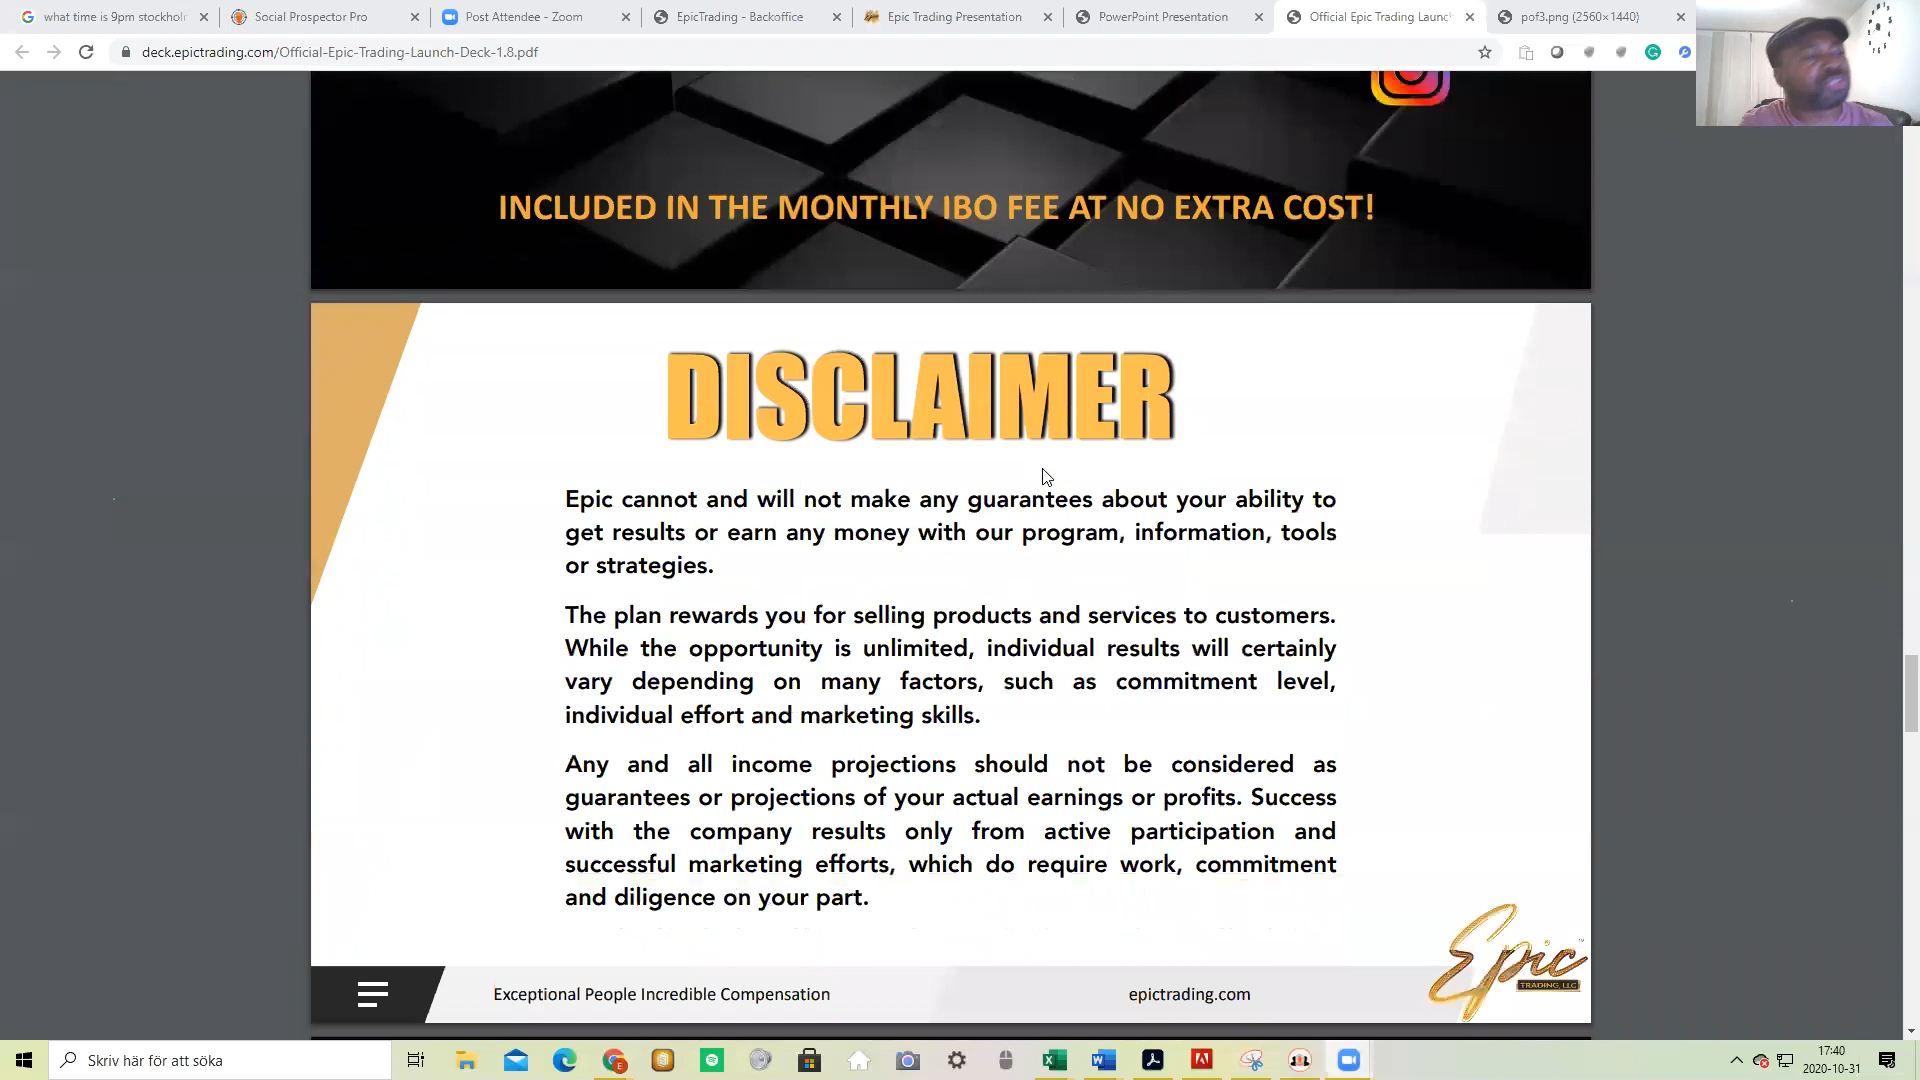 what time is 9pm stockholm
Social Prospector Pro
Post Attendee - Zoom
EpicTrading - Backoffice
Epic Trading Presentation
PowerPoint Presentation
Official Epic Trading Launch
pof3.png (2560×1440)
deck.epictrading.com/Official-Epic-Trading-Launch-Deck-1.8.pdf
INCLUDED IN THE MONTHLY IBO FEE AT NO EXTRA COST!
DISCLAIMER
Epic cannot and will not make any guarantees about your ability to
get results or earn any money with our program, information, tools
or strategies.
The plan rewards you for selling products and services to customers.
While the opportunity is unlimited, individual results will certainly
vary depending on many factors, such as commitment level,
individual effort and marketing skills.
Any and all income projections should not be considered as
guarantees or projections of your actual earnings or profits. Success
with the company results only from active participation and
successful marketing efforts, which do require work, commitment
and diligence on your part.
Epic
TRADING, LLC
Exceptional People Incredible Compensation
epictrading.com
Skriv här för att söka
17:40
2020-10-31